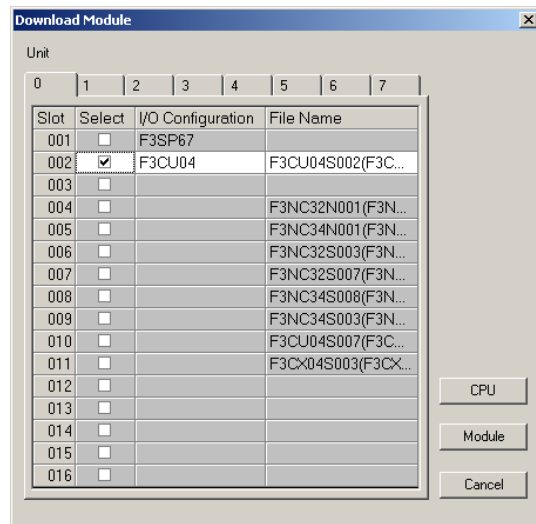 Download Module
Unit
0 1 2 3 4 5 6 7
Slot Select I/O Configuration File Name
001 F3SP67
002 F3CU04 F3CU04S002(F3C...
003
004 F3NC32N001(F3N...
005 F3NC34N001(F3N...
006 F3NC32S003(F3N...
007 F3NC32S007(F3N...
008 F3NC34S008(F3N...
009 F3NC34S003(F3N...
010 F3CU04S007(F3C...
011 F3CX04S003(F3CX...
012
013
014
015
016
CPU
Module
Cancel